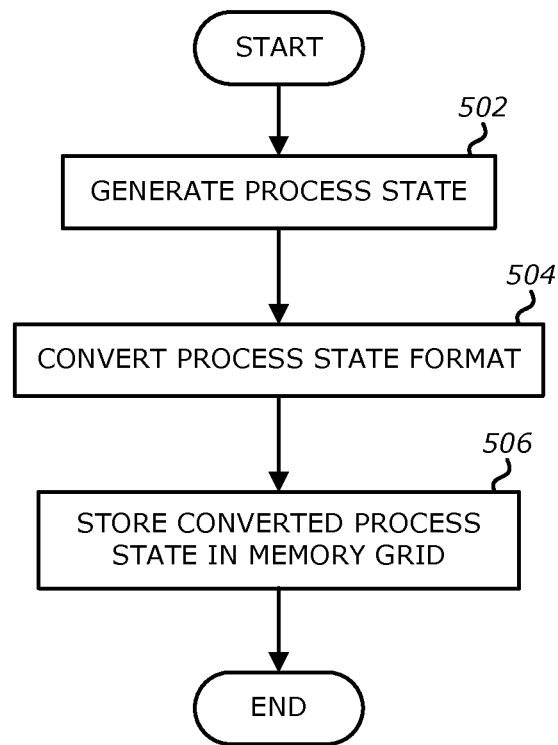 START
502
GENERATE PROCESS STATE
504
CONVERT PROCESS STATE FORMAT
506
STORE CONVERTED PROCESS
STATE IN MEMORY GRID
END